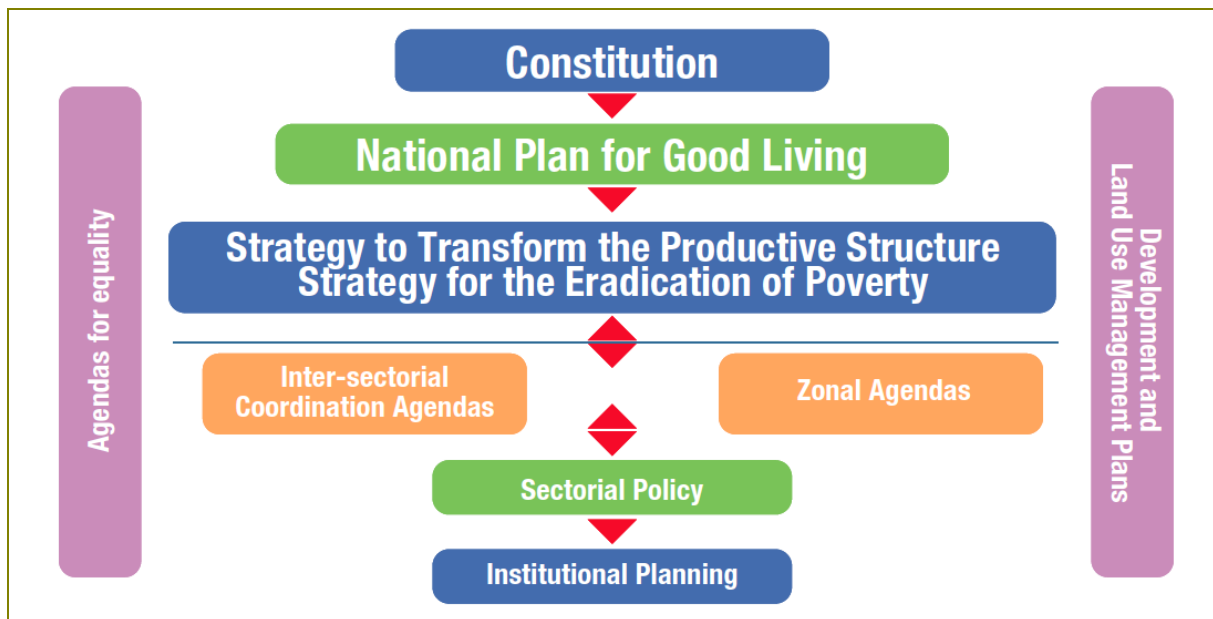 Constitution
National Plan for Good Living
Strategy to Transform the Productive Structure
Strategy for the Eradication of Poverty
Agendas for equality
Development and
Land Use Management Plans
Inter-sectorial
Coordination Agendas
Zonal Agendas
Sectorial Policy
Institutional Planning